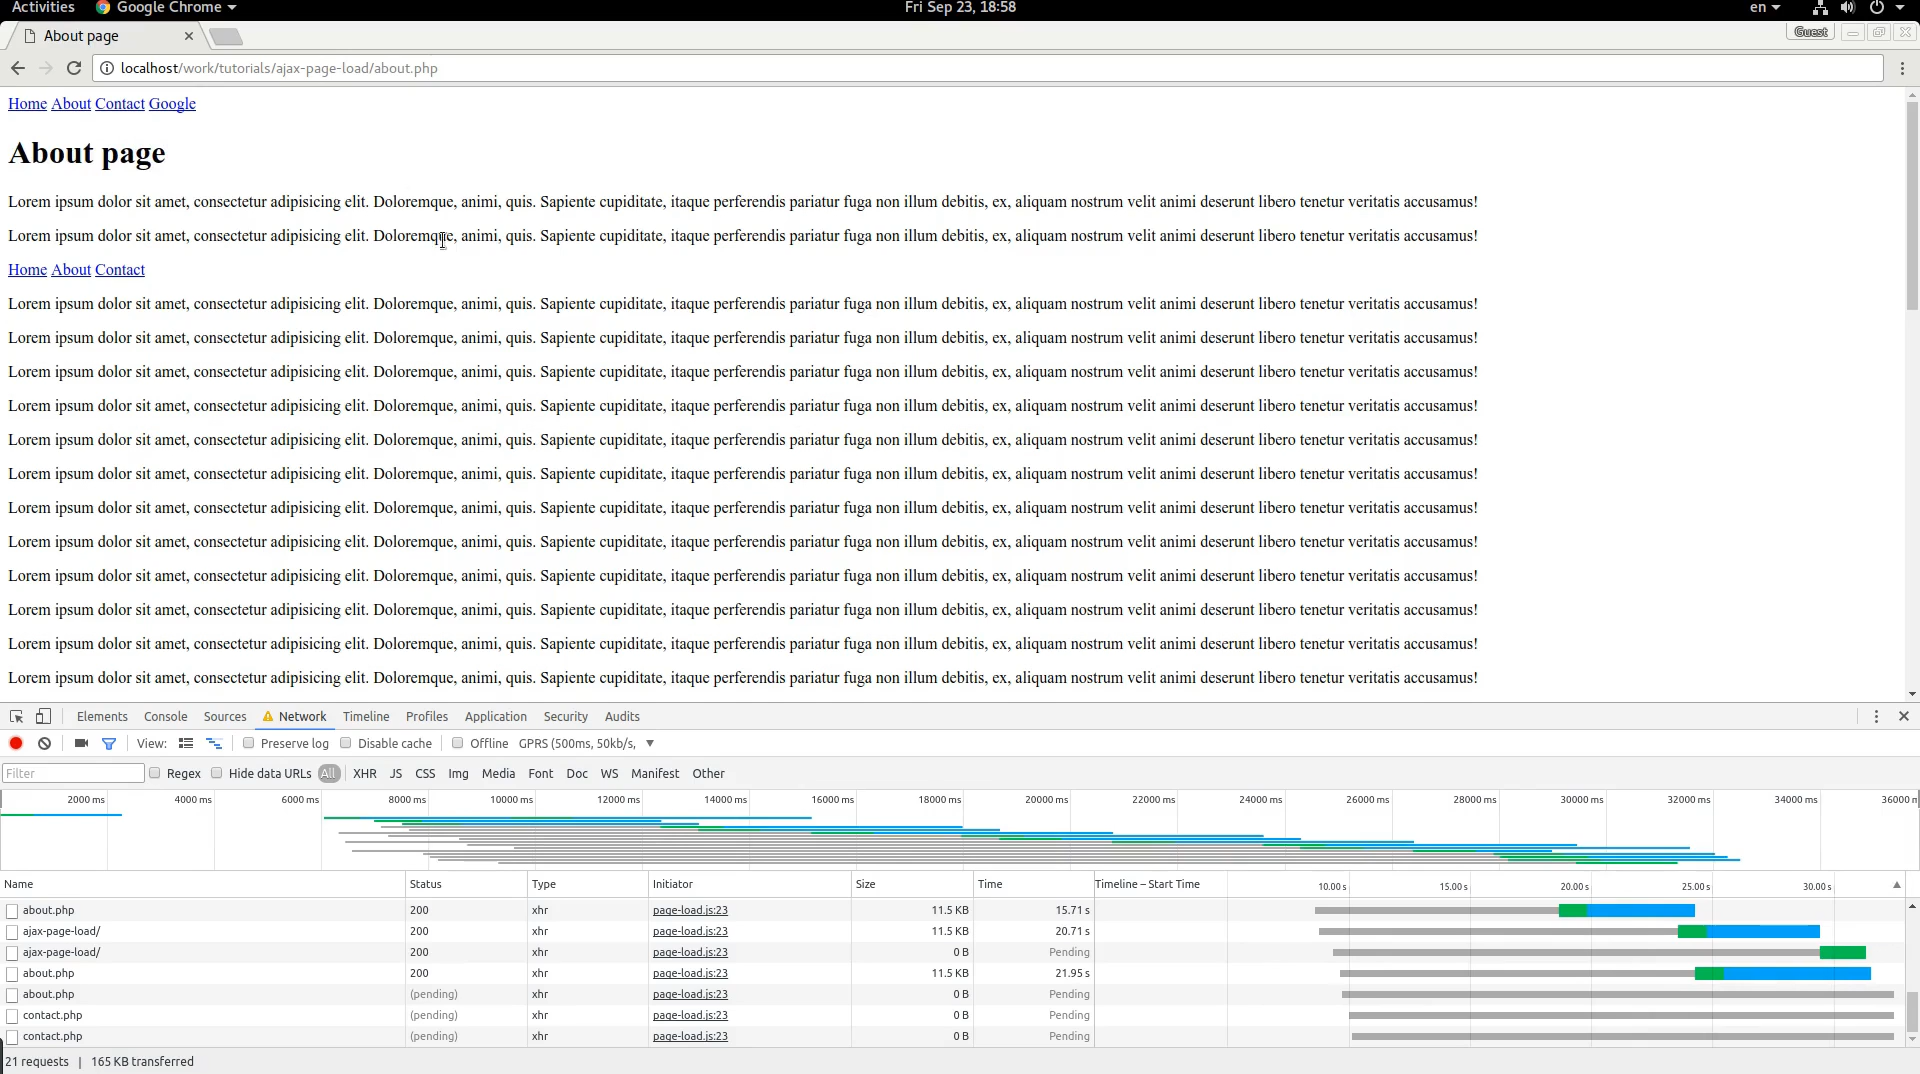 Activities Google Chrome Fri Sep 23, 18:58 en
About page Guest
localhost/work/tutorials/ajax-page-load/about.php
Home About Contact Google
About page
Lorem ipsum dolor sit amet, consectetur adipisicing elit. Doloremque, animi, quis. Sapiente cupiditate, itaque perferendis pariatur fuga non illum debitis, ex, aliquam nostrum velit animi deserunt libero tenetur veritatis accusamus!
Lorem ipsum dolor sit amet, consectetur adipisicing elit. Doloremque, animi, quis. Sapiente cupiditate, itaque perferendis pariatur fuga non illum debitis, ex, aliquam nostrum velit animi deserunt libero tenetur veritatis accusamus!
Home About Contact
Lorem ipsum dolor sit amet, consectetur adipisicing elit. Doloremque, animi, quis. Sapiente cupiditate, itaque perferendis pariatur fuga non illum debitis, ex, aliquam nostrum velit animi deserunt libero tenetur veritatis accusamus!
Lorem ipsum dolor sit amet, consectetur adipisicing elit. Doloremque, animi, quis. Sapiente cupiditate, itaque perferendis pariatur fuga non illum debitis, ex, aliquam nostrum velit animi deserunt libero tenetur veritatis accusamus!
Lorem ipsum dolor sit amet, consectetur adipisicing elit. Doloremque, animi, quis. Sapiente cupiditate, itaque perferendis pariatur fuga non illum debitis, ex, aliquam nostrum velit animi deserunt libero tenetur veritatis accusamus!
Lorem ipsum dolor sit amet, consectetur adipisicing elit. Doloremque, animi, quis. Sapiente cupiditate, itaque perferendis pariatur fuga non illum debitis, ex, aliquam nostrum velit animi deserunt libero tenetur veritatis accusamus!
Lorem ipsum dolor sit amet, consectetur adipisicing elit. Doloremque, animi, quis. Sapiente cupiditate, itaque perferendis pariatur fuga non illum debitis, ex, aliquam nostrum velit animi deserunt libero tenetur veritatis accusamus!
Lorem ipsum dolor sit amet, consectetur adipisicing elit. Doloremque, animi, quis. Sapiente cupiditate, itaque perferendis pariatur fuga non illum debitis, ex, aliquam nostrum velit animi deserunt libero tenetur veritatis accusamus!
Lorem ipsum dolor sit amet, consectetur adipisicing elit. Doloremque, animi, quis. Sapiente cupiditate, itaque perferendis pariatur fuga non illum debitis, ex, aliquam nostrum velit animi deserunt libero tenetur veritatis accusamus!
Lorem ipsum dolor sit amet, consectetur adipisicing elit. Doloremque, animi, quis. Sapiente cupiditate, itaque perferendis pariatur fuga non illum debitis, ex, aliquam nostrum velit animi deserunt libero tenetur veritatis accusamus!
Lorem ipsum dolor sit amet, consectetur adipisicing elit. Doloremque, animi, quis. Sapiente cupiditate, itaque perferendis pariatur fuga non illum debitis, ex, aliquam nostrum velit animi deserunt libero tenetur veritatis accusamus!
Lorem ipsum dolor sit amet, consectetur adipisicing elit. Doloremque, animi, quis. Sapiente cupiditate, itaque perferendis pariatur fuga non illum debitis, ex, aliquam nostrum velit animi deserunt libero tenetur veritatis accusamus!
Lorem ipsum dolor sit amet, consectetur adipisicing elit. Doloremque, animi, quis. Sapiente cupiditate, itaque perferendis pariatur fuga non illum debitis, ex, aliquam nostrum velit animi deserunt libero tenetur veritatis accusamus!
Lorem ipsum dolor sit amet, consectetur adipisicing elit. Doloremque, animi, quis. Sapiente cupiditate, itaque perferendis pariatur fuga non illum debitis, ex, aliquam nostrum velit animi deserunt libero tenetur veritatis accusamus!
Elements Console Sources Network Timeline Profiles Application Security Audits
View: Preserve log Disable cache Offline GPRS (500ms, 50kb/s,
Filter Regex Hide data URLs All XHR JS CSS Img Media Font Doc WS Manifest Other
2000 ms 4000 ms 6000 ms 8000 ms 10000 ms 12000 ms 14000 ms 16000 ms 18000 ms 20000 ms 22000 ms 24000 ms 26000 ms 28000 ms 30000 ms 32000 ms 34000 ms 36000 m
Name Status Type Initiator Size Time Timeline – Start Time 10.00 s 15.00 s 20.00 s 25.00 s 30.00 s
about.php 200 xhr page-load.js:23 11.5 KB 15.71 s
ajax-page-load/ 200 xhr page-load.js:23 11.5 KB 20.71 s
ajax-page-load/ 200 xhr page-load.js:23 0 B Pending
about.php 200 xhr page-load.js:23 11.5 KB 21.95 s
about.php (pending) xhr page-load.js:23 0 B Pending
contact.php (pending) xhr page-load.js:23 0 B Pending
contact.php (pending) xhr page-load.js:23 0 B Pending
21 requests | 165 KB transferred